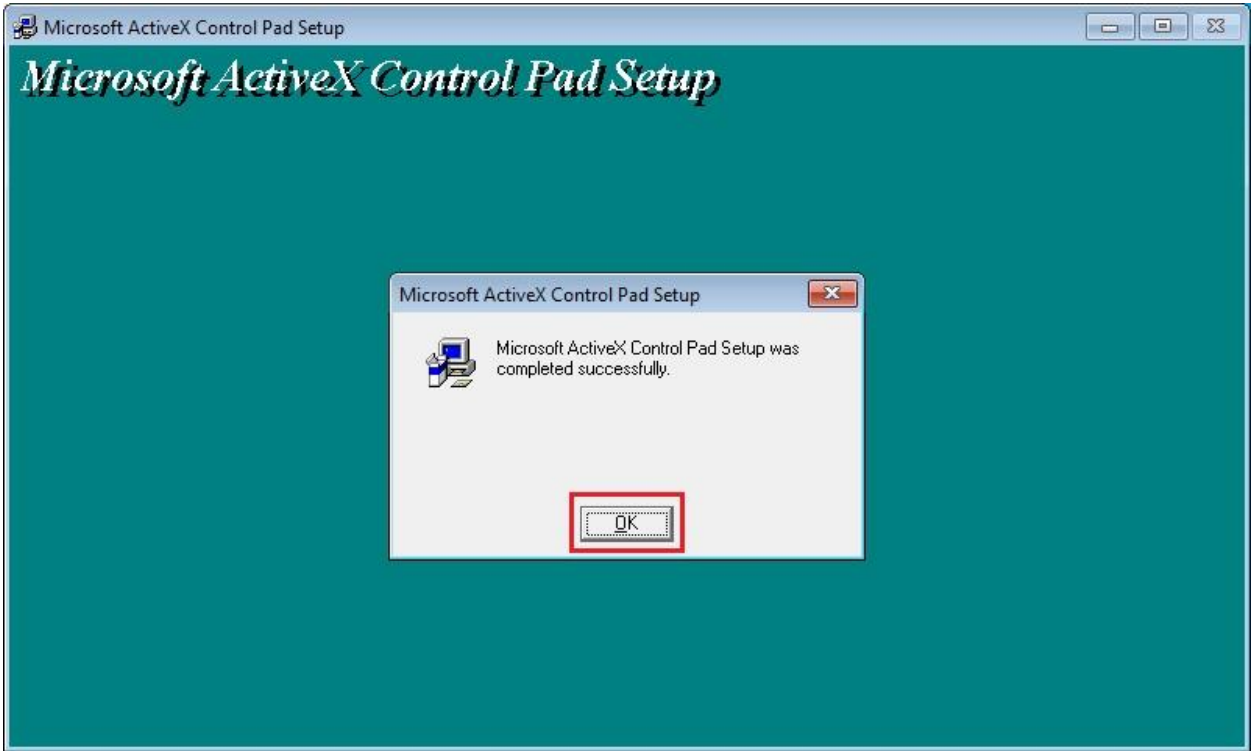 Microsoft ActiveX Control Pad Setup
Microsoft ActiveX Control Pad Setup
Microsoft ActiveX Control Pad Setup
Microsoft ActiveX Control Pad Setup was
completed successfully.
OK